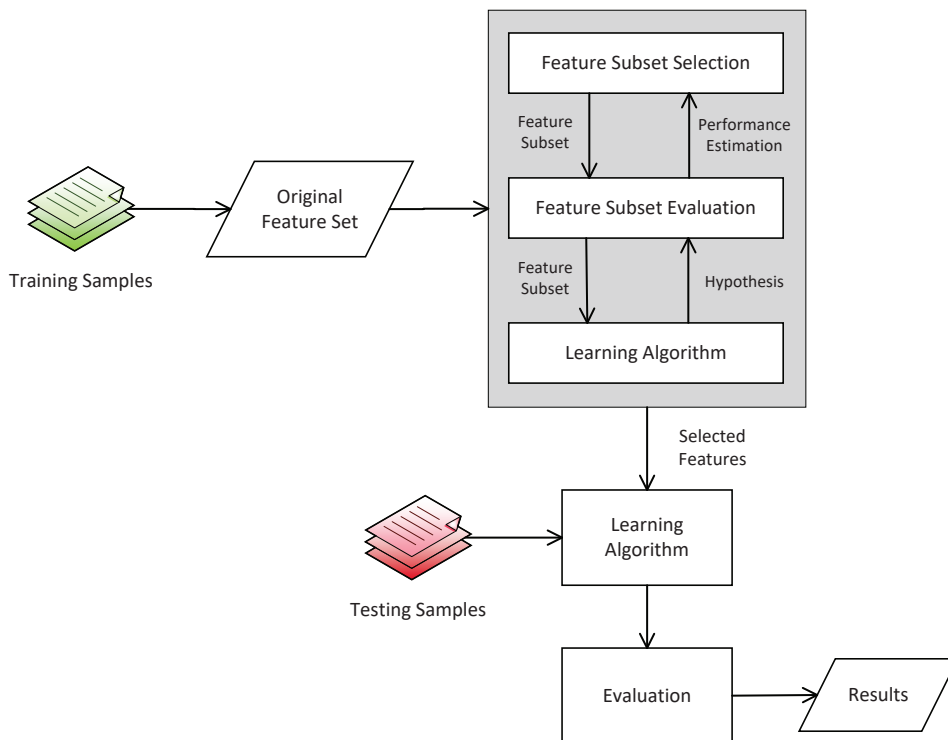 Feature Subset Selection
Feature
Subset
Performance
Estimation
Original
Feature Set
Feature Subset Evaluation
Training Samples
Feature
Subset
Hypothesis
Learning Algorithm
Selected
Features
Learning
Algorithm
Testing Samples
Evaluation
Results